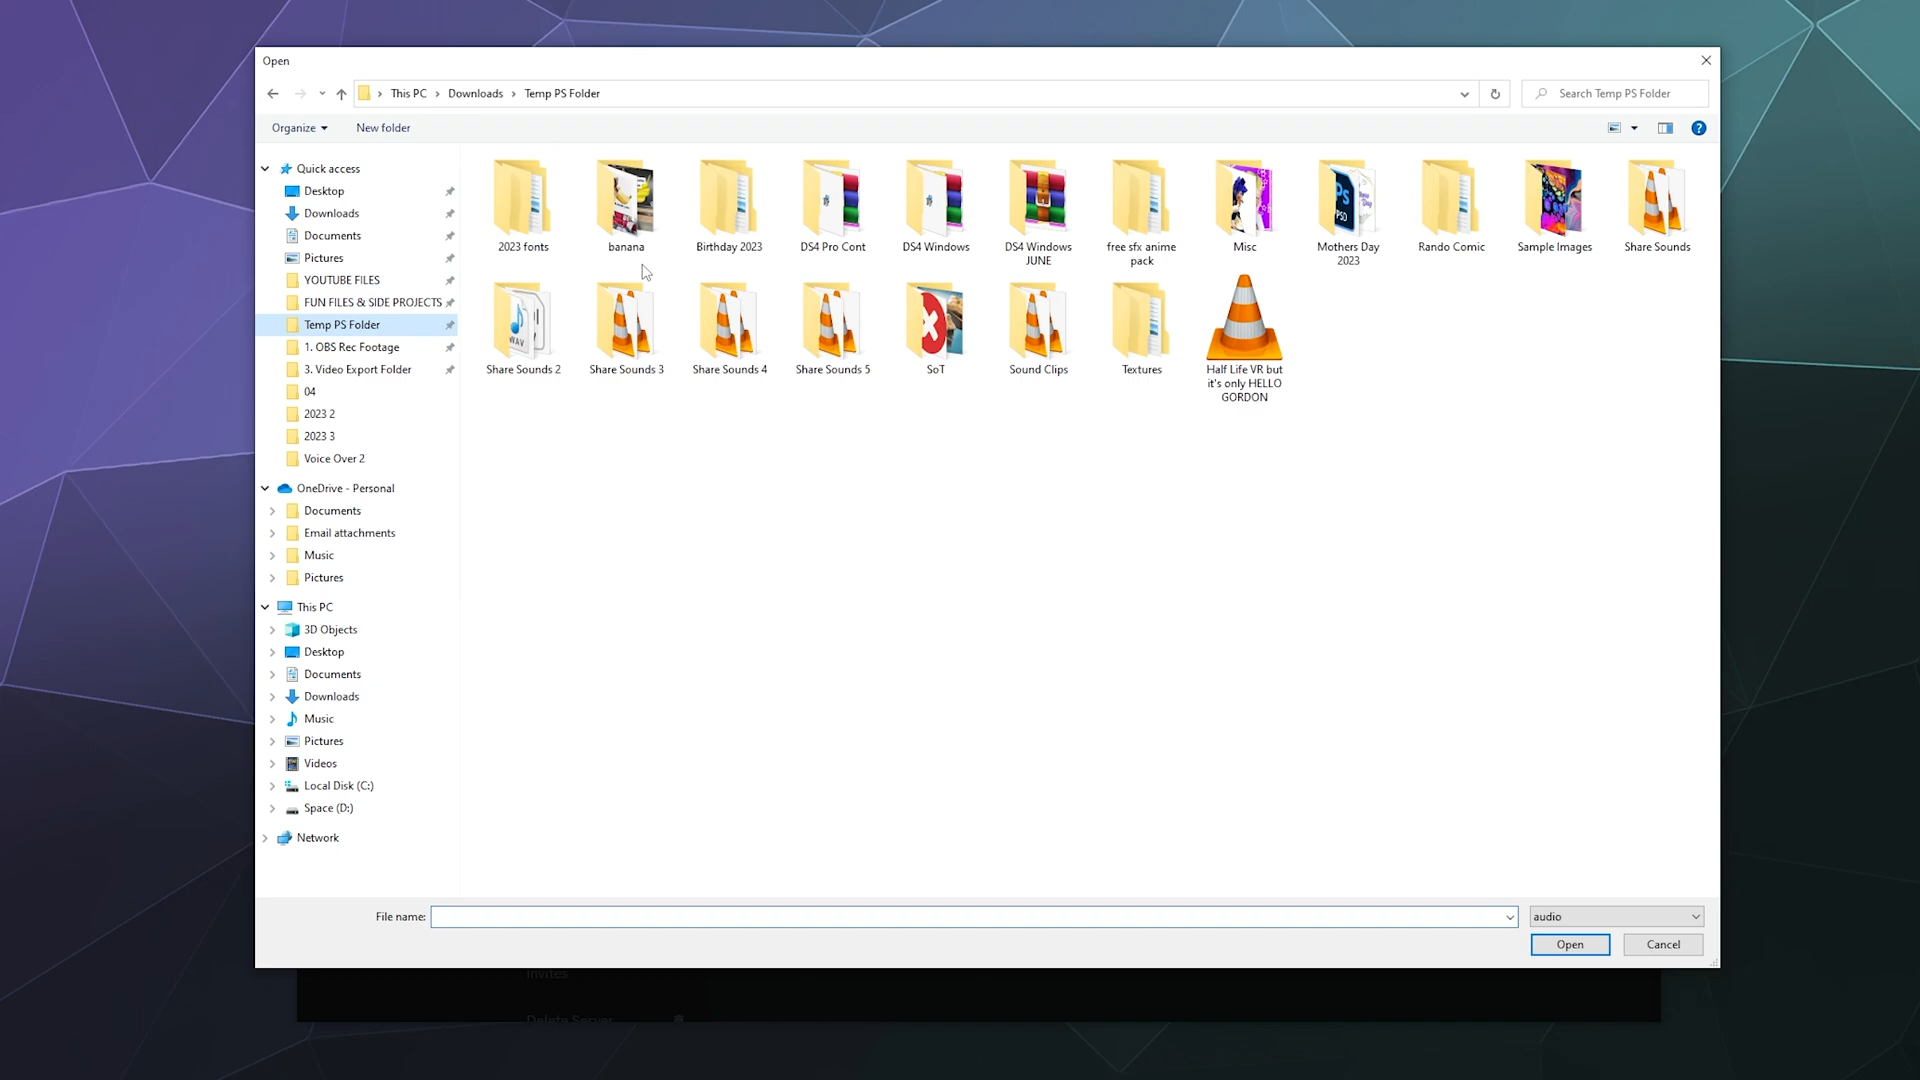 Open
This PC > Downloads > Temp PS Folder
Search Temp PS Folder
Organize
New folder
?
Quick access
Desktop
Downloads
Documents
Pictures
YOUTUBE FILES
FUN FILES & SIDE PROJECTS
Temp PS Folder
1. OBS Rec Footage
3. Video Export Folder
04
2023 2
2023 3
Voice Over 2
OneDrive - Personal
Documents
Email attachments
Music
Pictures
This PC
3D Objects
Desktop
Documents
Downloads
Music
Pictures
Videos
Local Disk (C:)
Space (D:)
Network
2023 fonts
banana
Birthday 2023
DS4 Pro Cont
DS4 Windows
DS4 Windows
JUNE
free sfx anime
pack
Misc
Mothers Day
2023
Rando Comic
Sample Images
Share Sounds
WAV
Share Sounds 2
Share Sounds 3
Share Sounds 4
Share Sounds 5
SoT
Sound Clips
Textures
Half Life VR but
it's only HELLO
GORDON
File name:
audio
Open
Cancel
Invites
Delete Server